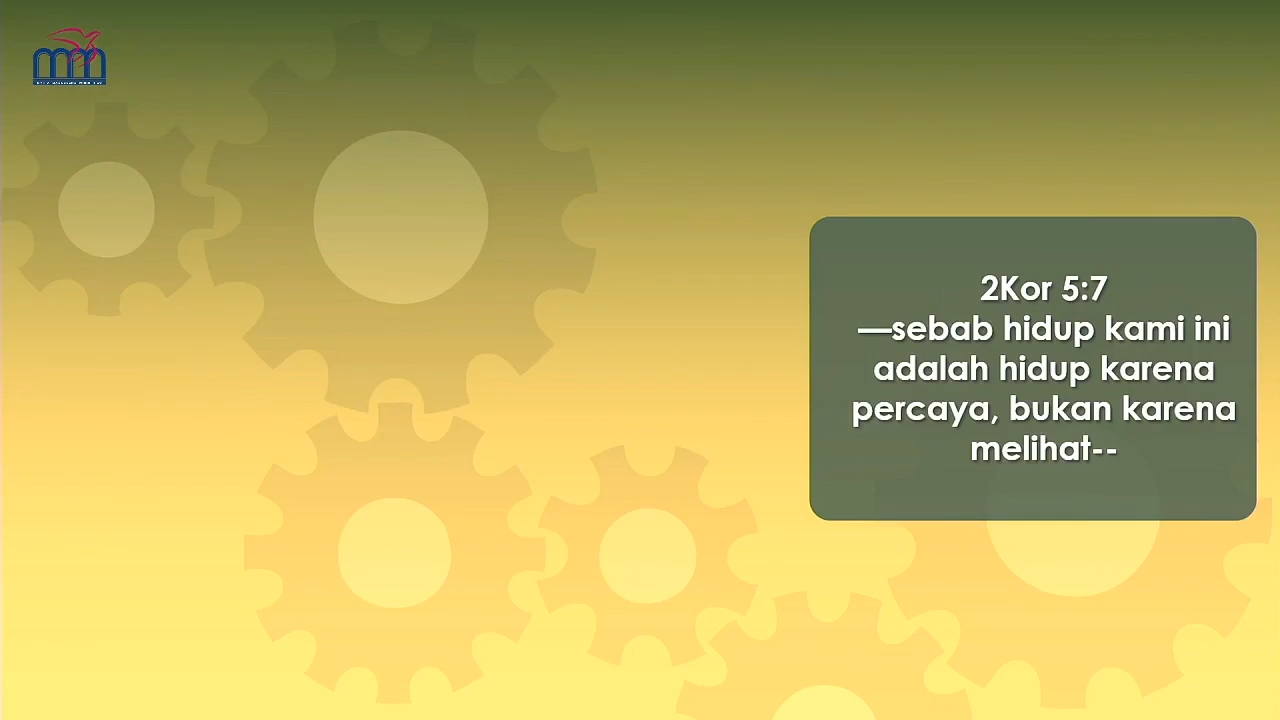 2Kor 5:7
—sebab hidup kami ini
adalah hidup karena
percaya, bukan karena
melihat--